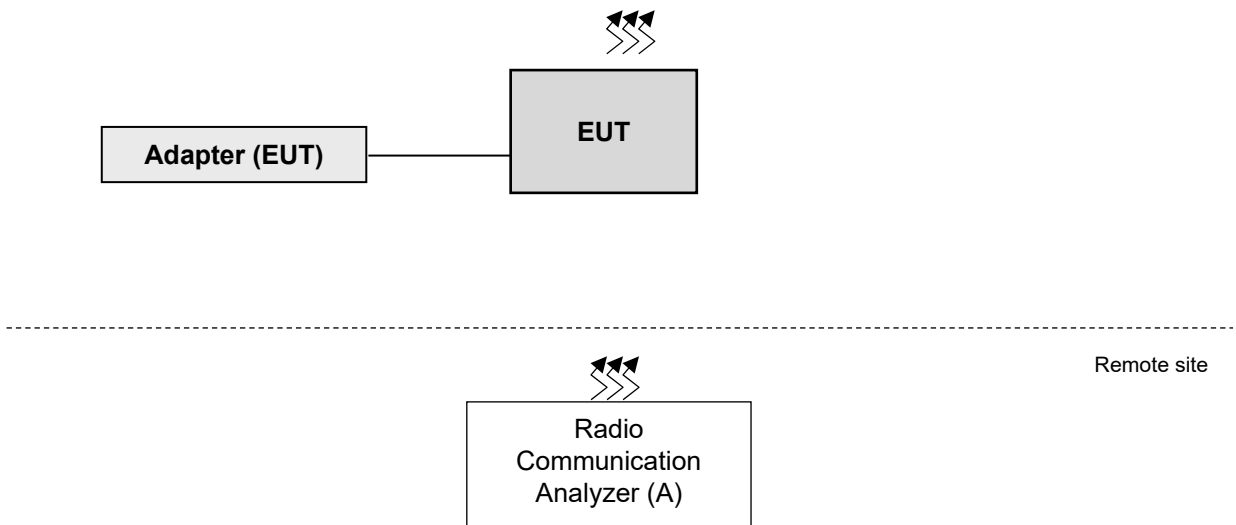 EUT
Adapter (EUT)
Remote site
Radio
Communication
Analyzer (A)